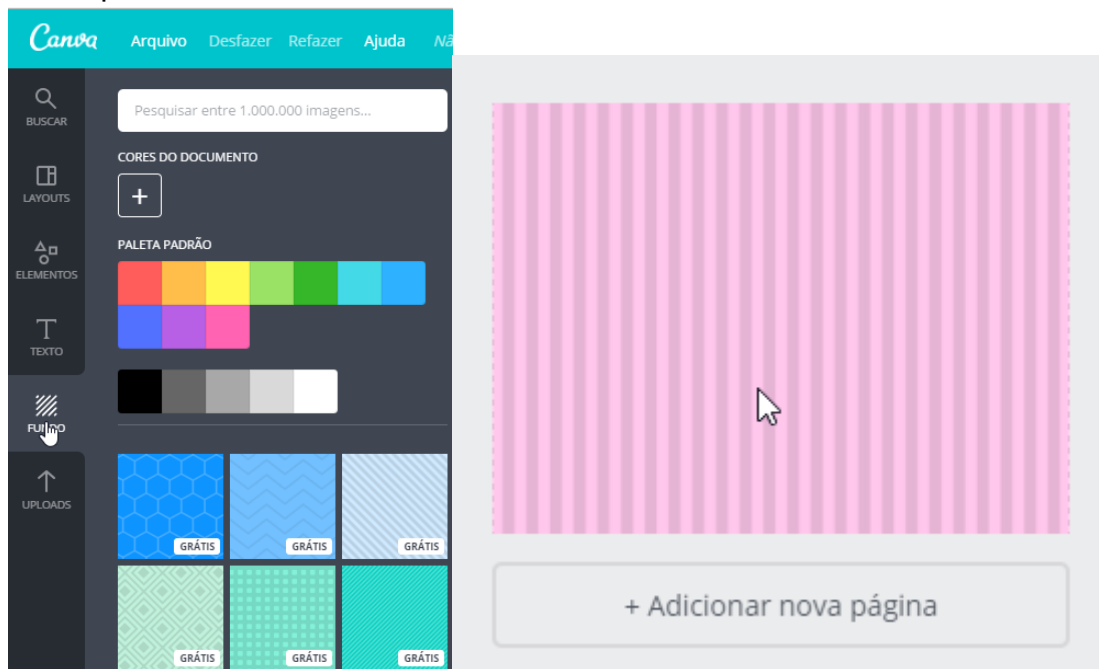 Canva Arquivo Desfazer Refazer Ajuda
BUSCAR
LAYOUTS
ELEMENTOS
TEXTO
UPLOADS
Pesquisar entre 1.000.000 imagens...
CORES DO DOCUMENTO
+
PALETA PADRÃO
GRÁTIS GRÁTIS GRÁTIS
GRÁTIS GRÁTIS GRÁTIS
+ Adicionar nova página